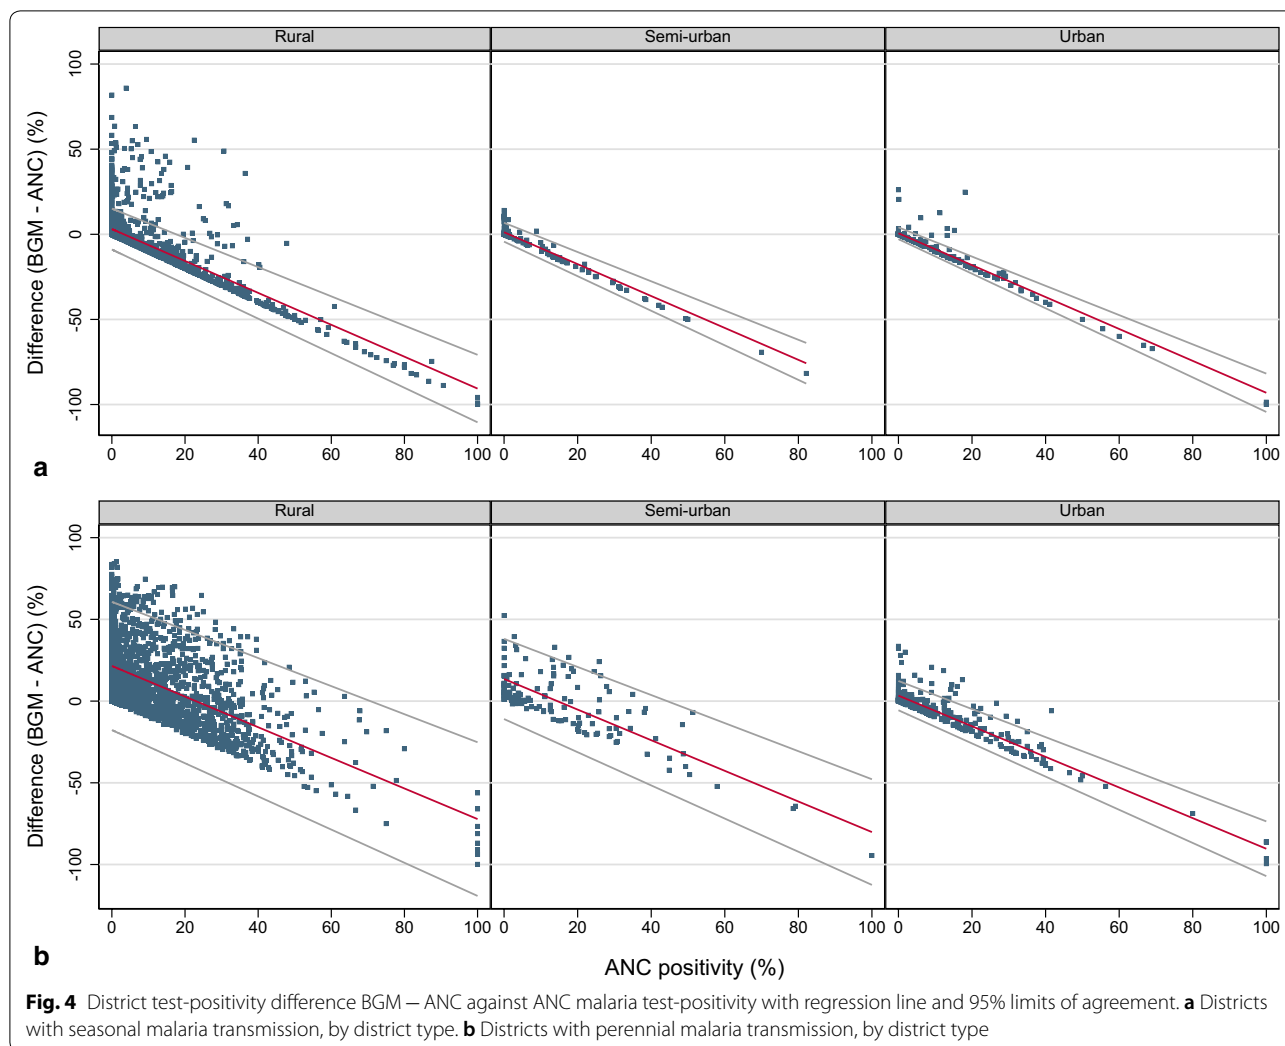 Rural Semi-urban Urban
Difference (BGM - ANC) (%)
100
50
0
-50
-100
0 20 40 60 80 100 0 20 40 60 80 100 0 20 40 60 80 100
a
Rural Semi-urban Urban
Difference (BGM - ANC) (%)
100
50
0
-50
-100
0 20 40 60 80 100 0 20 40 60 80 100 0 20 40 60 80 100
b
ANC positivity (%)
Fig. 4 District test-positivity difference BGM — ANC against ANC malaria test-positivity with regression line and 95% limits of agreement. a Districts
with seasonal malaria transmission, by district type. b Districts with perennial malaria transmission, by district type